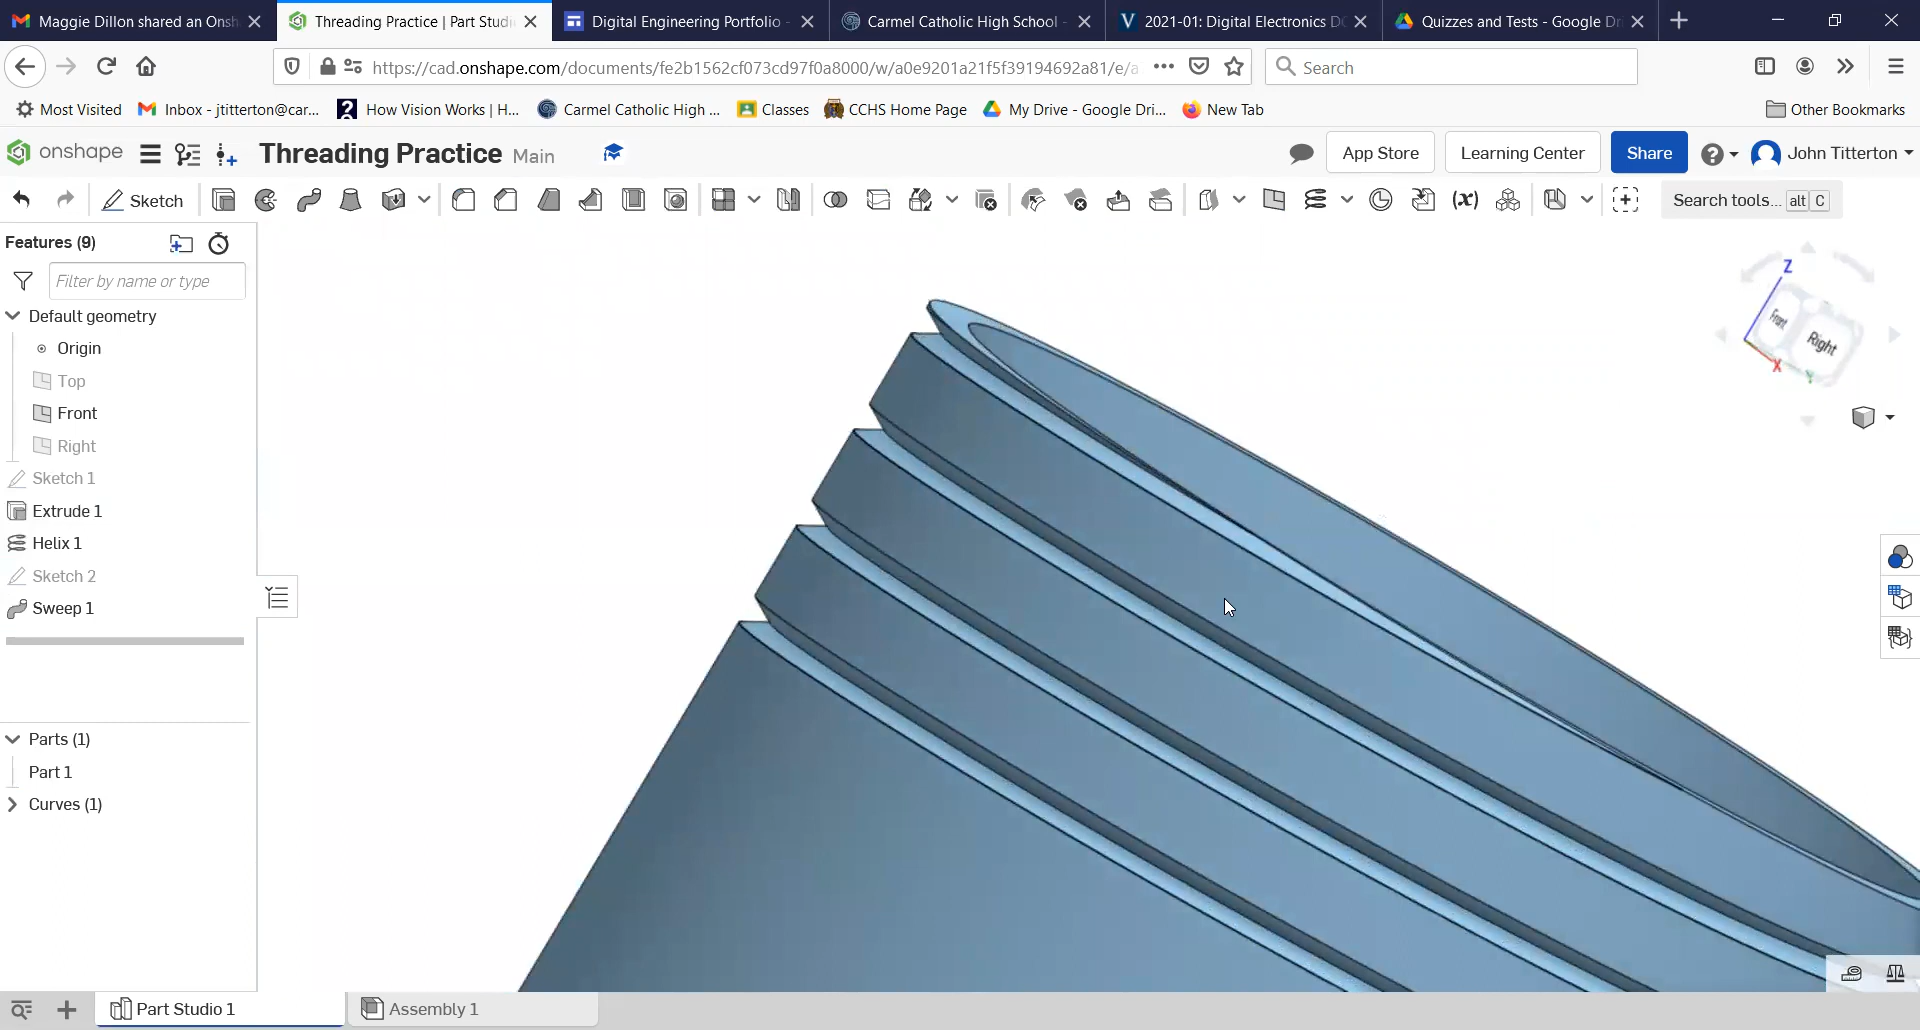 Maggie Dillon shared an Onsh
Threading Practice | Part Studi
Digital Engineering Portfolio -
Carmel Catholic High School -
2021-01: Digital Electronics D
Quizzes and Tests - Google Dr
https://cad.onshape.com/documents/fe2b1562cf073cd97f0a8000/w/a0e9201a21f5f39194692a81/e/a
Search
Most Visited
Inbox - jtitterton@car...
How Vision Works | H...
Carmel Catholic High ...
Classes
CCHS Home Page
My Drive - Google Dri...
New Tab
Other Bookmarks
onshape
Threading Practice Main
App Store
Learning Center
Share
John Titterton
Sketch
Search tools... alt C
Features (9)
Filter by name or type
Default geometry
Origin
Top
Front
Right
Sketch 1
Extrude 1
Helix 1
Sketch 2
Sweep 1
Parts (1)
Part 1
Curves (1)
Z
Front
Right
X
Y
Part Studio 1
Assembly 1